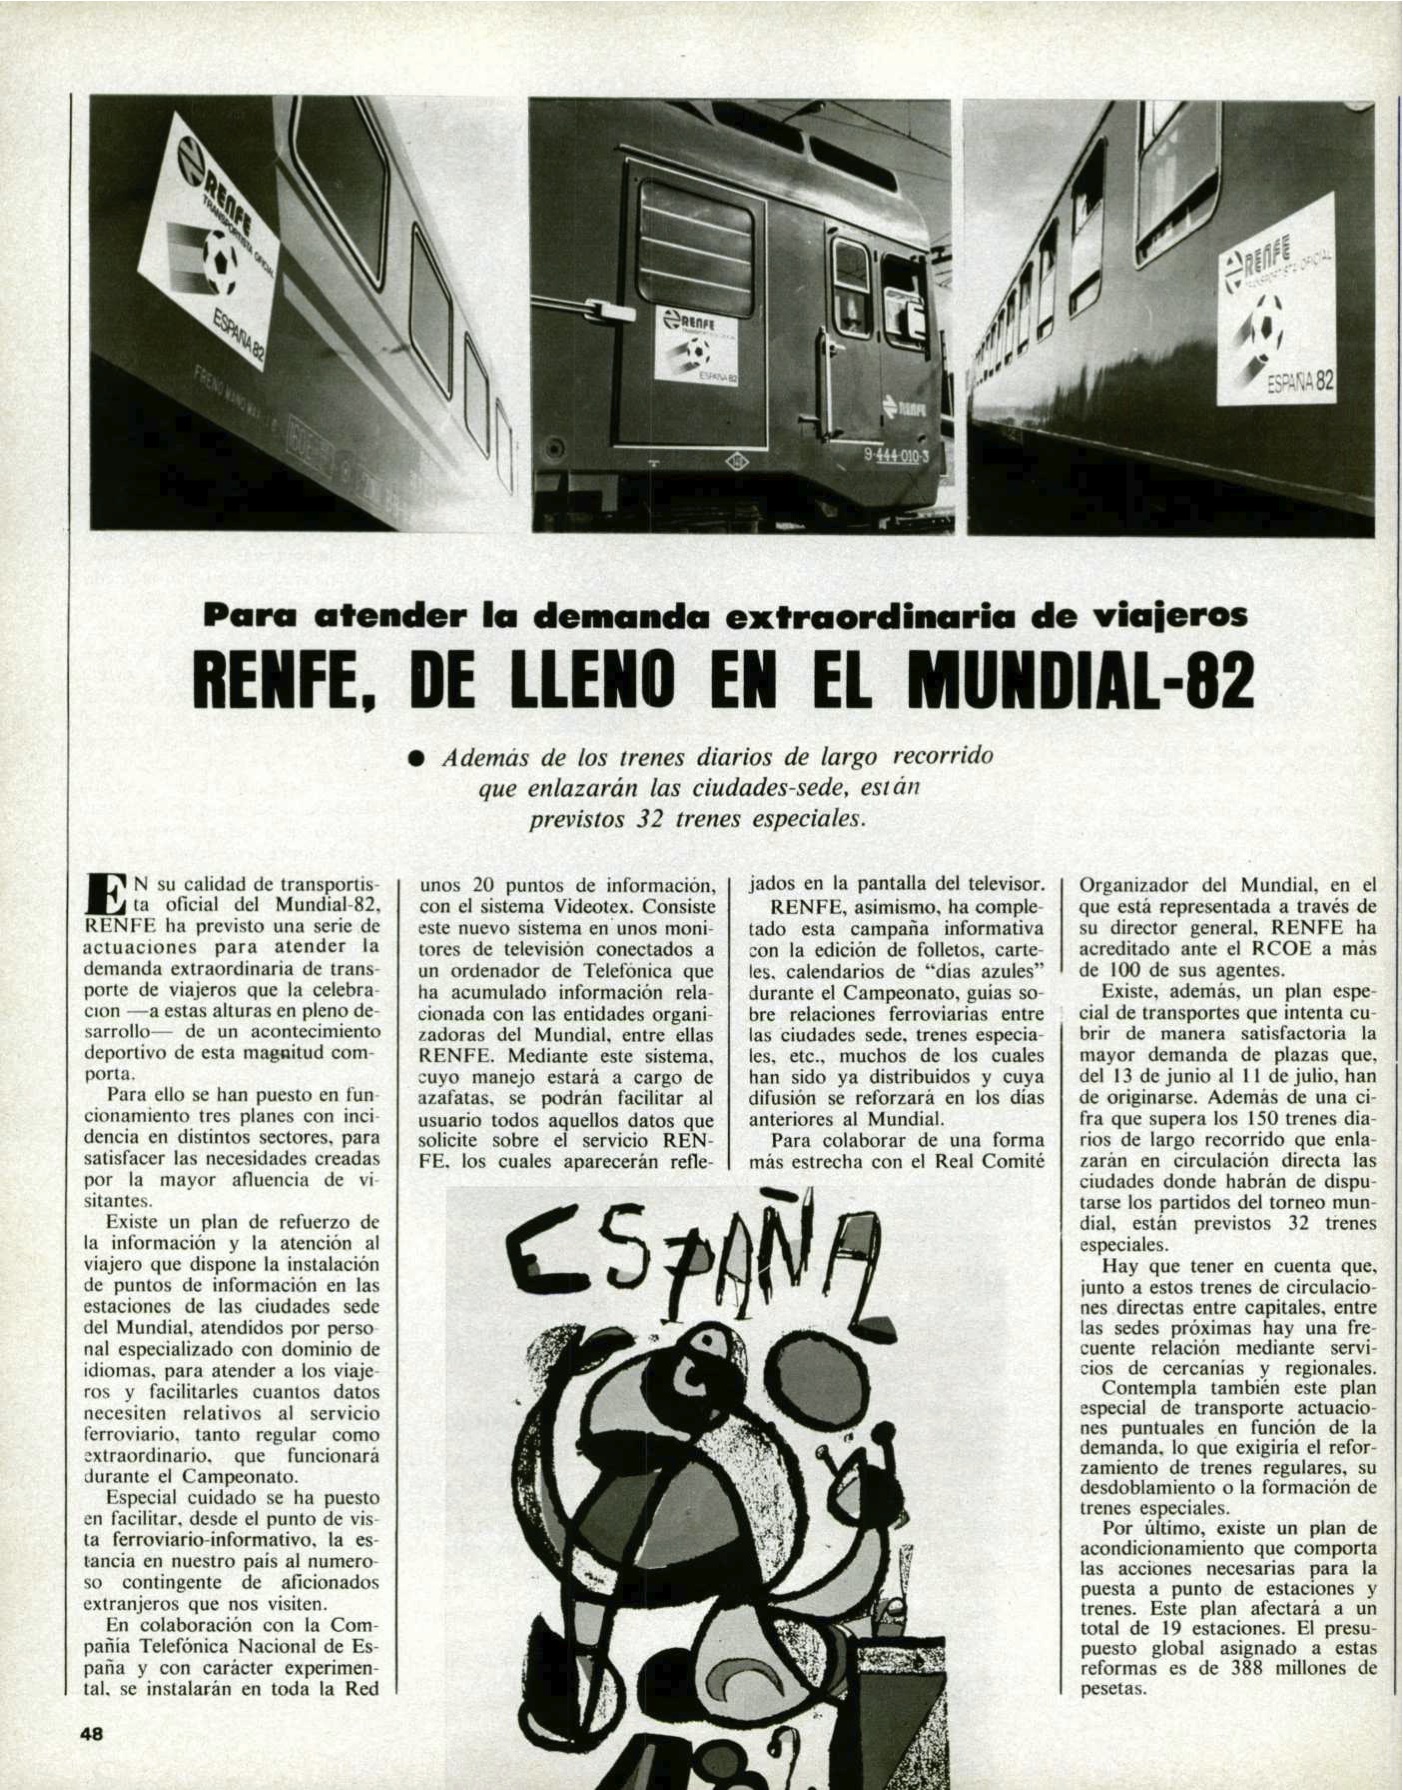 RENFE
TRANSPORTISTA OFICIAL
ESPAÑA 82
FRENO MANO MAX
RENFE
ESPAÑA 82
RENFE
9-444-010-3
RENFE
TRANSPORTISTA OFICIAL
ESPAÑA 82
Para atender la demanda extraordinaria de viajeros
RENFE, DE LLENO EN EL MUNDIAL-82
● Además de los trenes diarios de largo recorrido
que enlazarán las ciudades-sede, están
previstos 32 trenes especiales.
EN su calidad de transportis-
ta oficial del Mundial-82,
RENFE ha previsto una serie de
actuaciones para atender la
demanda extraordinaria de trans-
porte de viajeros que la celebra-
ción —a estas alturas en pleno de-
sarrollo— de un acontecimiento
deportivo de esta magnitud com-
porta.
Para ello se han puesto en fun-
cionamiento tres planes con inci-
dencia en distintos sectores, para
satisfacer las necesidades creadas
por la mayor afluencia de vi-
sitantes.
Existe un plan de refuerzo de
la información y la atención al
viajero que dispone la instalación
de puntos de información en las
estaciones de las ciudades sede
del Mundial, atendidos por perso-
nal especializado con dominio de
idiomas, para atender a los viaje-
ros y facilitarles cuantos datos
necesiten relativos al servicio
ferroviario, tanto regular como
extraordinario, que funcionará
durante el Campeonato.
Especial cuidado se ha puesto
en facilitar, desde el punto de vis-
ta ferroviario-informativo, la es-
tancia en nuestro país al numero-
so contingente de aficionados
extranjeros que nos visiten.
En colaboración con la Com-
pañía Telefónica Nacional de Es-
paña y con carácter experimen-
tal, se instalarán en toda la Red
unos 20 puntos de información,
con el sistema Videotex. Consiste
este nuevo sistema en unos moni-
tores de televisión conectados a
un ordenador de Telefónica que
ha acumulado información rela-
cionada con las entidades organi-
zadoras del Mundial, entre ellas
RENFE. Mediante este sistema,
cuyo manejo estará a cargo de
azafatas, se podrán facilitar al
usuario todos aquellos datos que
solicite sobre el servicio REN-
FE, los cuales aparecerán refle-
jados en la pantalla del televisor.
RENFE, asimismo, ha comple-
tado esta campaña informativa
con la edición de folletos, carte-
les, calendarios de “días azules”
durante el Campeonato, guías so-
bre relaciones ferroviarias entre
las ciudades sede, trenes especia-
les, etc., muchos de los cuales
han sido ya distribuidos y cuya
difusión se reforzará en los días
anteriores al Mundial.
Para colaborar de una forma
más estrecha con el Real Comité
Organizador del Mundial, en el
que está representada a través de
su director general, RENFE ha
acreditado ante el RCOE a más
de 100 de sus agentes.
Existe, además, un plan espe-
cial de transportes que intenta cu-
brir de manera satisfactoria la
mayor demanda de plazas que,
del 13 de junio al 11 de julio, han
de originarse. Además de una ci-
fra que supera los 150 trenes dia-
rios de largo recorrido que enla-
zarán en circulación directa las
ciudades donde habrán de dispu-
tarse los partidos del torneo mun-
dial, están previstos 32 trenes
especiales.
Hay que tener en cuenta que,
junto a estos trenes de circulacio-
nes directas entre capitales, entre
las sedes próximas hay una fre-
cuente relación mediante servi-
cios de cercanías y regionales.
Contempla también este plan
especial de transporte actuacio-
nes puntuales en función de la
demanda, lo que exigiría el refor-
zamiento de trenes regulares, su
desdoblamiento o la formación de
trenes especiales.
Por último, existe un plan de
acondicionamiento que comporta
las acciones necesarias para la
puesta a punto de estaciones y
trenes. Este plan afectará a un
total de 19 estaciones. El presu-
puesto global asignado a estas
reformas es de 388 millones de
pesetas.
ESPAÑA
48